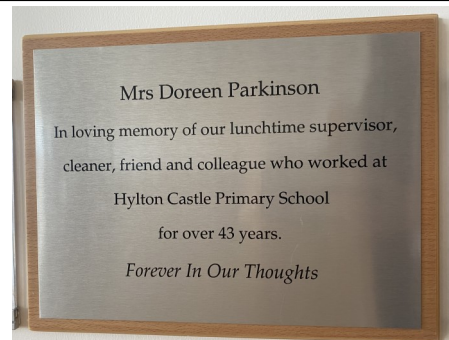 Mrs Doreen Parkinson
In loving memory of our lunchtime supervisor,
cleaner, friend and colleague who worked at
Hylton Castle Primary School
for over 43 years.
Forever In Our Thoughts